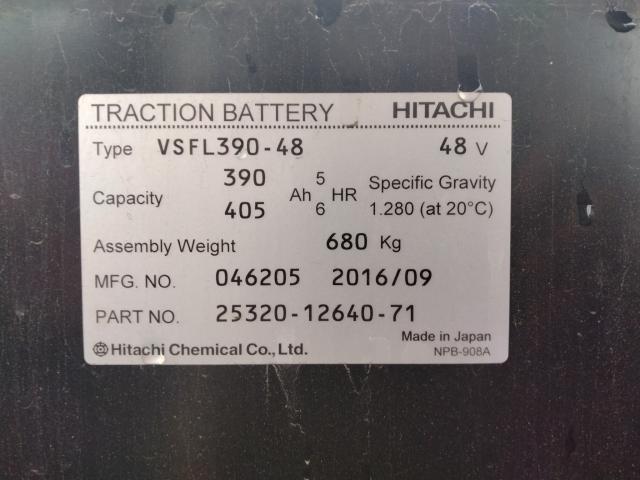 TRACTION BATTERY HITACHI
Type VSFL390-48 48 V
Capacity 390 Ah 5 HR Specific Gravity
405 6 1.280 (at 20°C)
Assembly Weight 680 Kg
MFG. NO. 046205 2016/09
PART NO. 25320-12640-71
Made in Japan
Hitachi Chemical Co., Ltd. NPB-908A